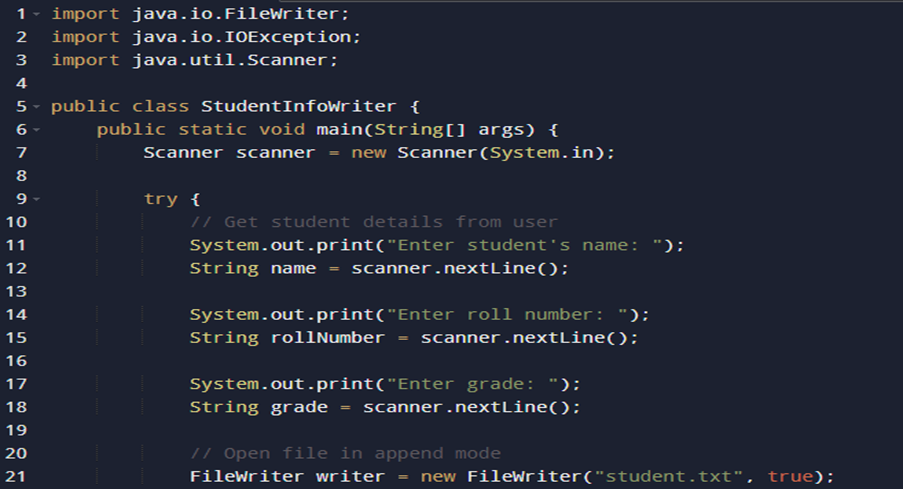 1 import java.io.FileWriter;
2 import java.io.IOException;
3 import java.util.Scanner;
4
5 public class StudentInfoWriter {
6 public static void main(String[] args) {
7 Scanner scanner = new Scanner(System.in);
8
9 try {
10 // Get student details from user
11 System.out.print("Enter student's name: ");
12 String name = scanner.nextLine();
13
14 System.out.print("Enter roll number: ");
15 String rollNumber = scanner.nextLine();
16
17 System.out.print("Enter grade: ");
18 String grade = scanner.nextLine();
19
20 // Open file in append mode
21 FileWriter writer = new FileWriter("student.txt", true);